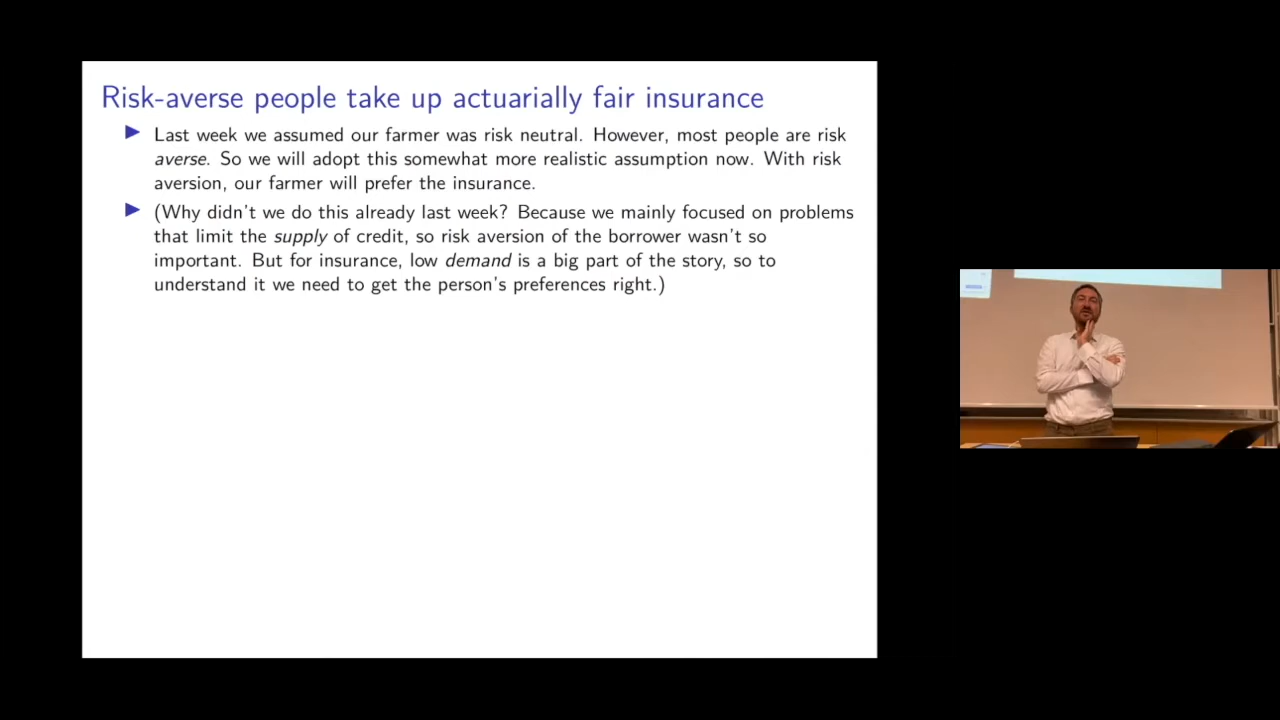 Risk-averse people take up actuarially fair insurance
▶ Last week we assumed our farmer was risk neutral. However, most people are risk
averse. So we will adopt this somewhat more realistic assumption now. With risk
aversion, our farmer will prefer the insurance.
▶ (Why didn't we do this already last week? Because we mainly focused on problems
that limit the supply of credit, so risk aversion of the borrower wasn't so
important. But for insurance, low demand is a big part of the story, so to
understand it we need to get the person's preferences right.)